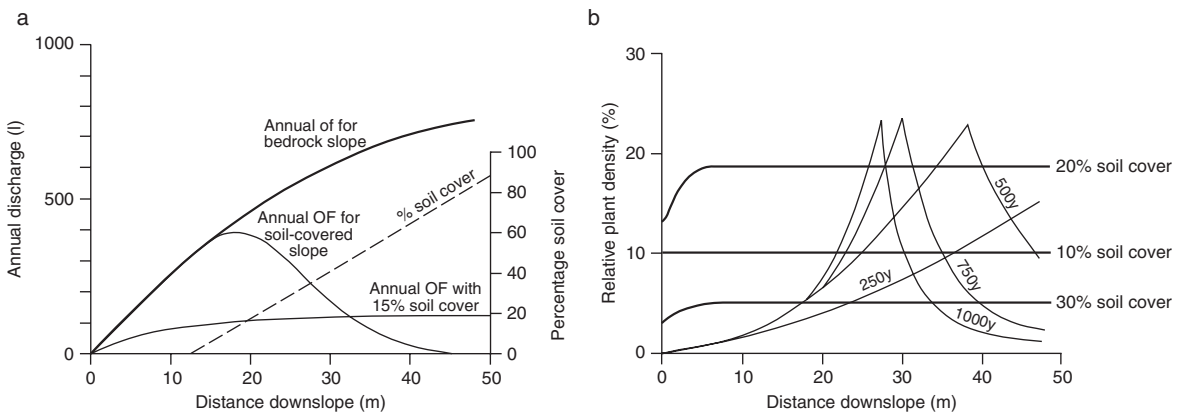 a
1000
500
0
Annual discharge (l)
0
10
20
30
40
50
Distance downslope (m)
100
80
60
40
20
0
Percentage soil cover
Annual of for
bedrock slope
% soil cover
Annual OF for
soil-covered
slope
Annual OF with
15% soil cover
b
30
20
10
0
Relative plant density (%)
0
10
20
30
40
50
Distance downslope (m)
20% soil cover
500y
10% soil cover
250y
750y
30% soil cover
1000y